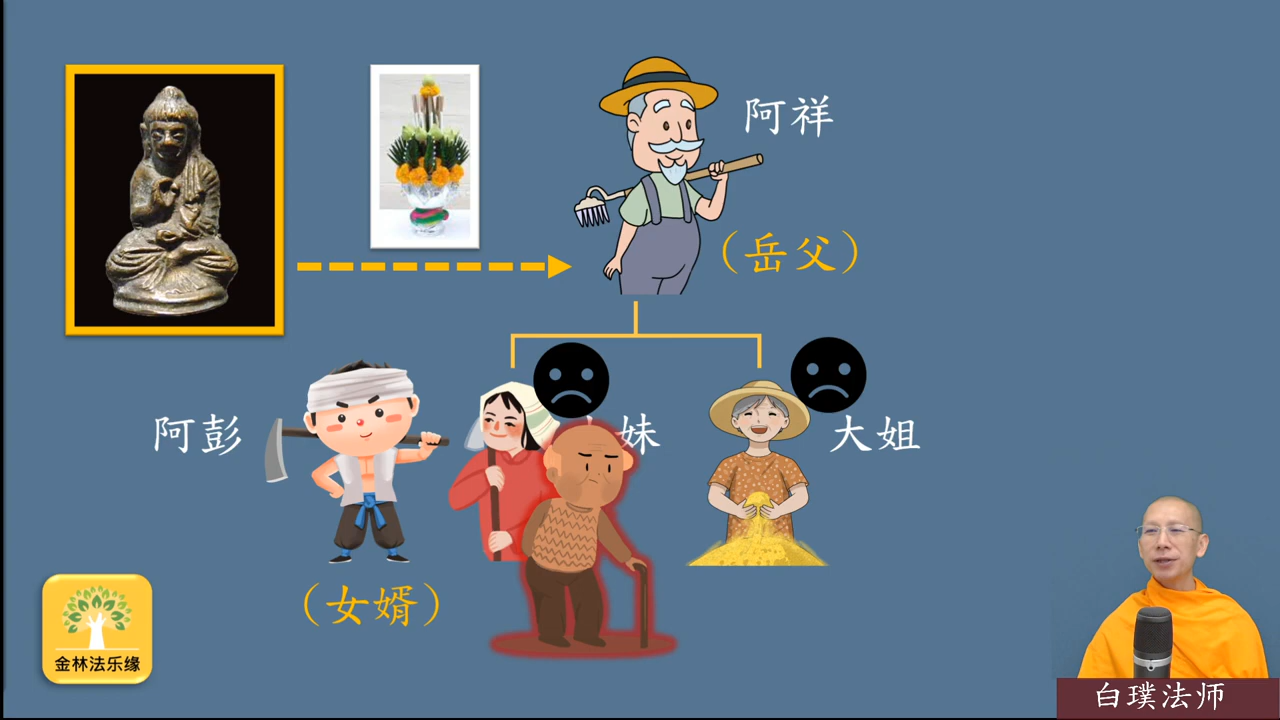 阿祥
（岳父）
阿彭
妹
大姐
（女婿）
金林法乐缘
白璞法师